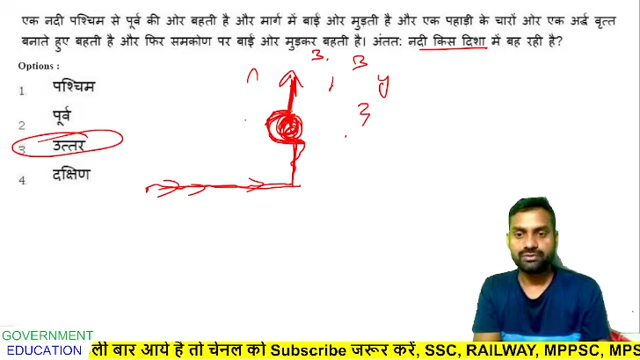 एक नदी पश्चिम से पूर्व की ओर बहती है और मार्ग में बाईं ओर मुड़ती है और एक पहाडी के चारों ओर एक अर्द्ध वृत्त
बनाते हुए बहती है और फिर समकोण पर बाईं ओर मुड़कर बहती है। अंतत: नदी किस दिशा में बह रही है?
Options :
1 पश्चिम
2 पूर्व
3 उत्तर
4 दक्षिण
GOVERNMENT
EDUCATION
ली बार आये है तो चेनल को Subscribe जरूर करें, SSC, RAILWAY, MPPSC, MPS